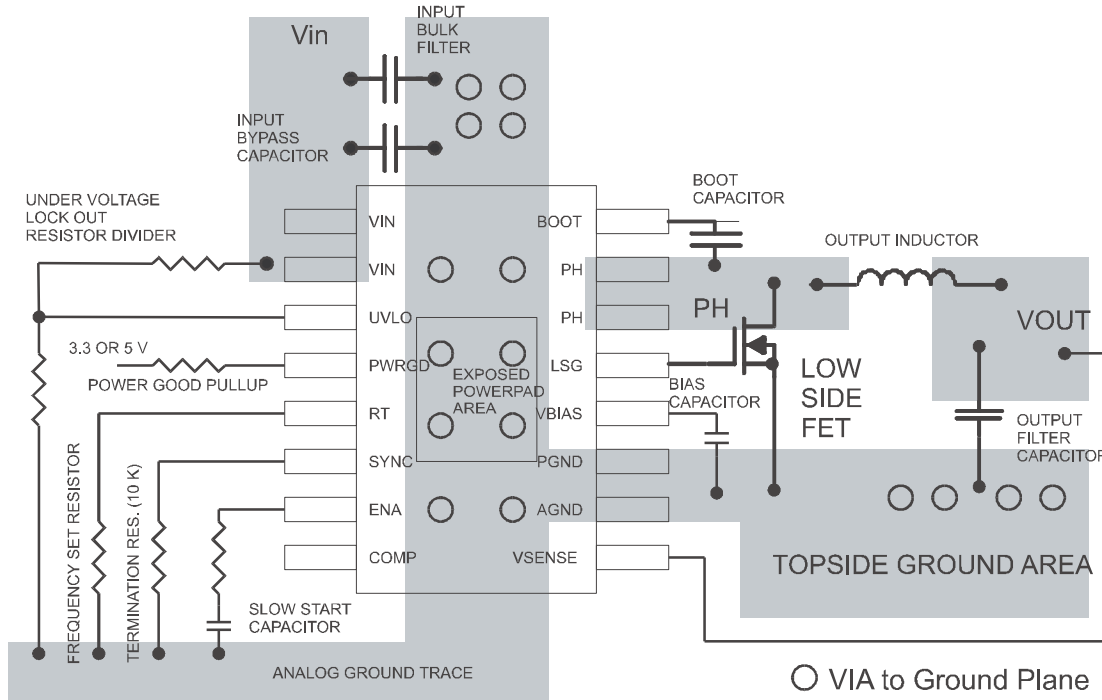 Vin
INPUT
BULK
FILTER
INPUT
BYPASS
CAPACITOR
UNDER VOLTAGE
LOCK OUT
RESISTOR DIVIDER
BOOT
CAPACITOR
OUTPUT INDUCTOR
VIN
BOOT
VIN
PH
UVLO
PH
PWRGD
LSG
RT
VBIAS
SYNC
PGND
ENA
AGND
COMP
VSENSE
EXPOSED
POWERPAD
AREA
PH
VOUT
3.3 OR 5 V
POWER GOOD PULLUP
BIAS
CAPACITOR
LOW
SIDE
FET
OUTPUT
FILTER
CAPACITOR
FREQUENCY SET RESISTOR
TERMINATION RES. (10 K)
SLOW START
CAPACITOR
TOPSIDE GROUND AREA
ANALOG GROUND TRACE
VIA to Ground Plane